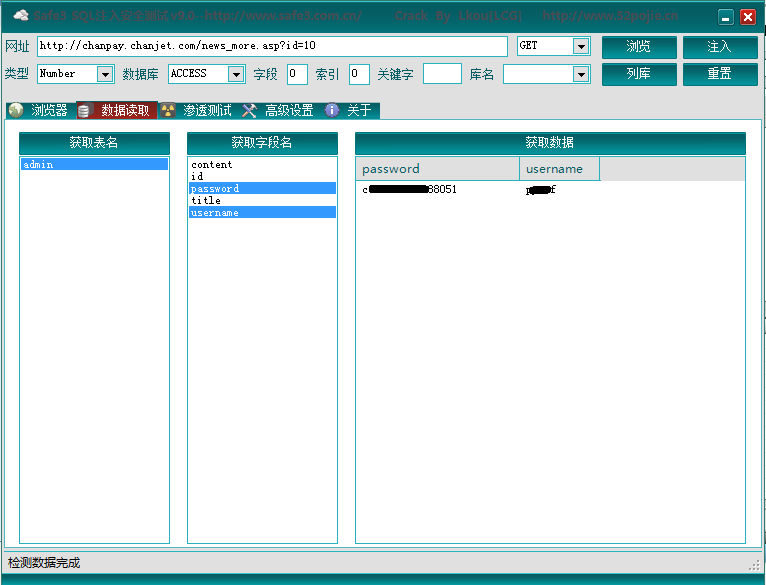 Safe3 SQL注入安全测试 v9.0--http://www.safe3.com.cn/ Crack By Lkou(LCG) http://www.52pojie.cn
网址 http://chanpay.chanjet.com/news_more.asp?id=10 GET 浏览 注入
类型 Number 数据库 ACCESS 字段 0 索引 0 关键字 库名 列库 重置
浏览器 数据读取 渗透测试 高级设置 关于
获取表名 获取字段名 获取数据
admin
content
id
password
title
username
password username
c 88051 p f
检测数据完成